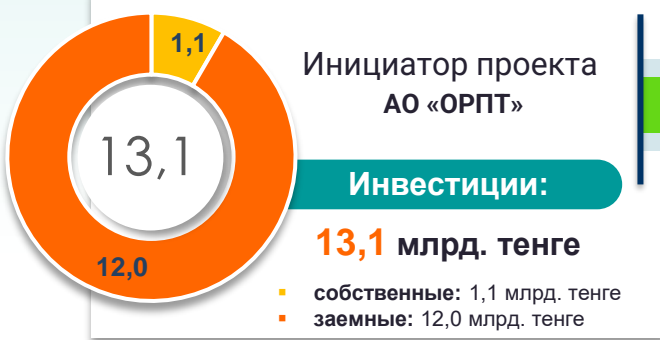 1,1
13,1
12,0
Инициатор проекта
АО «ОРПТ»
Инвестиции:
13,1 млрд. тенге
собственные: 1,1 млрд. тенге
заемные: 12,0 млрд. тенге